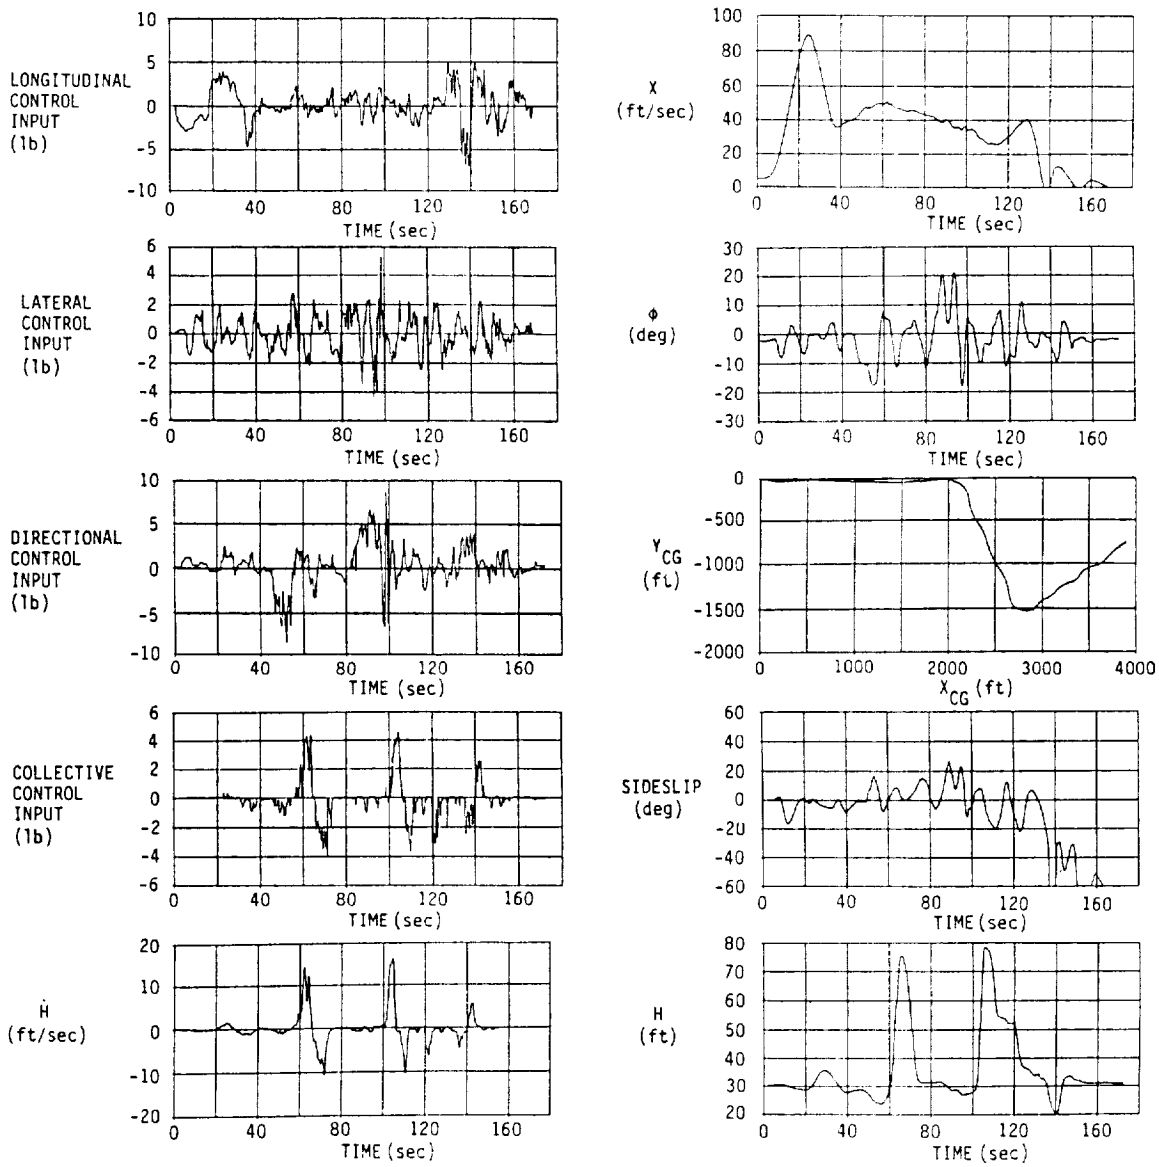 LONGITUDINAL
CONTROL
INPUT
(lb)
10
5
0
-5
-10
0 40 80 120 160
TIME (sec)
X
(ft/sec)
100
80
60
40
20
0
0 40 80 120 160
TIME (sec)
LATERAL
CONTROL
INPUT
(lb)
6
4
2
0
-2
-4
-6
0 40 80 120 160
TIME (sec)
ϕ
(deg)
30
20
10
0
-10
-20
-30
0 40 80 120 160
TIME (sec)
DIRECTIONAL
CONTROL
INPUT
(lb)
10
5
0
-5
-10
0 40 80 120 160
TIME (sec)
Y CG
(ft)
0
-500
-1000
-1500
-2000
0 1000 2000 3000 4000
X CG (ft)
COLLECTIVE
CONTROL
INPUT
(lb)
6
4
2
0
-2
-4
-6
0 40 80 120 160
TIME (sec)
SIDESLIP
(deg)
60
40
20
0
-20
-40
-60
0 40 80 120 160
TIME (sec)
Ḣ
(ft/sec)
20
10
0
-10
-20
0 40 80 120 160
TIME (sec)
H
(ft)
80
70
60
50
40
30
20
0 40 80 120 160
TIME (sec)